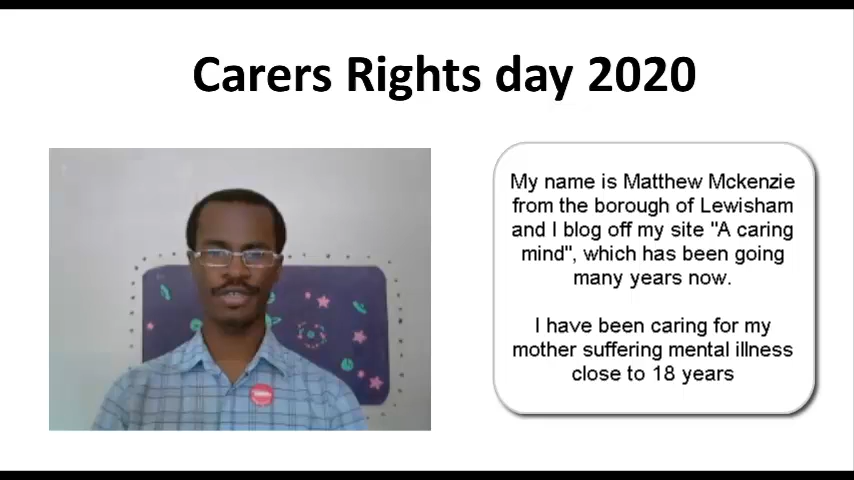 Carers Rights day 2020
My name is Matthew Mckenzie
from the borough of Lewisham
and I blog off my site "A caring
mind", which has been going
many years now.
I have been caring for my
mother suffering mental illness
close to 18 years